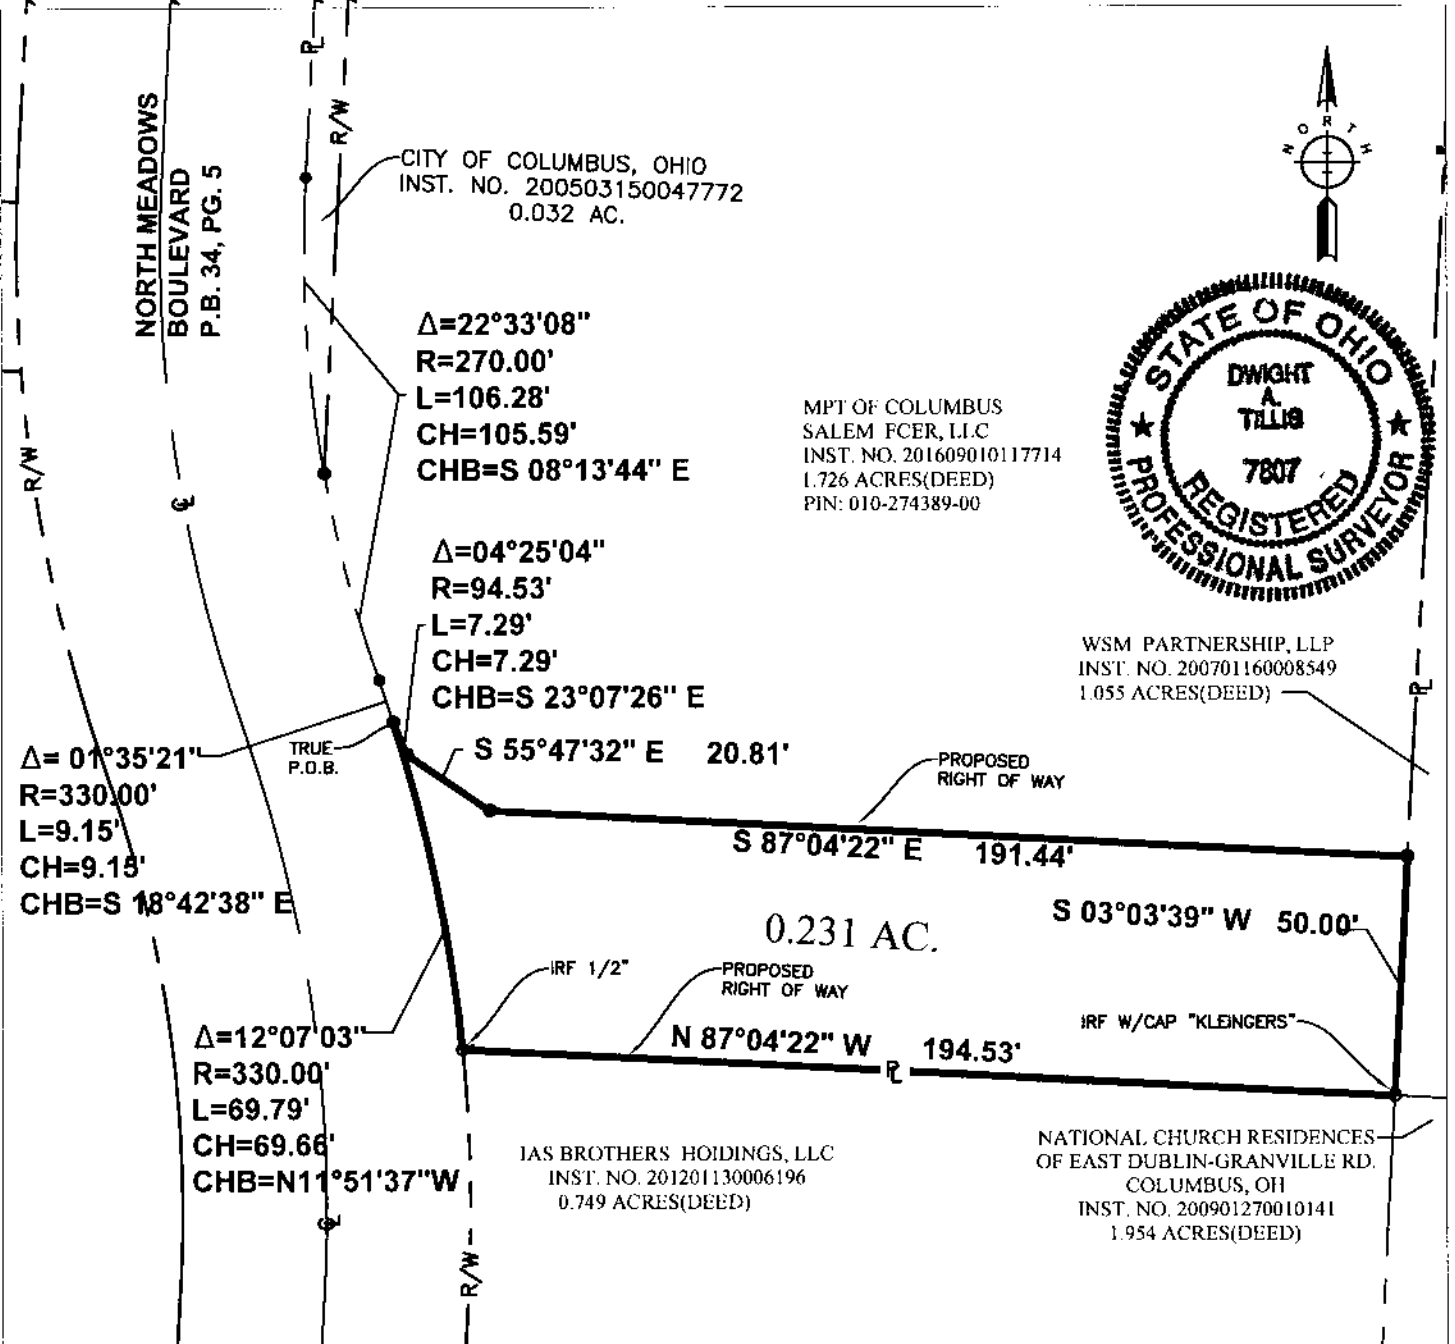 P̲L
R/W
NORTH MEADOWS
BOULEVARD
P.B. 34, PG. 5
CITY OF COLUMBUS, OHIO
INST. NO. 200503150047772
0.032 AC.
NORTH
STATE OF OHIO
DWIGHT
A.
TILLIS
7807
REGISTERED
PROFESSIONAL SURVEYOR
Δ=22°33'08"
R=270.00'
L=106.28'
CH=105.59'
CHB=S 08°13'44" E
MPT OF COLUMBUS
SALEM FCER, LLC
INST. NO. 201609010117714
1.726 ACRES(DEED)
PIN: 010-274389-00
R/W
CL
Δ=04°25'04"
R=94.53'
L=7.29'
CH=7.29'
CHB=S 23°07'26" E
WSM PARTNERSHIP, LLP
INST. NO. 200701160008549
1.055 ACRES(DEED)
PL
Δ= 01°35'21"
R=330.00'
L=9.15'
CH=9.15'
CHB=S 18°42'38" E
TRUE
P.O.B.
S 55°47'32" E 20.81'
PROPOSED
RIGHT OF WAY
S 87°04'22" E 191.44'
S 03°03'39" W 50.00'
0.231 AC.
IRF 1/2"
PROPOSED
RIGHT OF WAY
IRF W/CAP "KLEINGERS"
N 87°04'22" W 194.53'
PL
Δ=12°07'03"
R=330.00'
L=69.79'
CH=69.66'
CHB=N11°51'37"W
CL
IAS BROTHERS HOIDINGS, LLC
INST. NO. 201201130006196
0.749 ACRES(DEED)
NATIONAL CHURCH RESIDENCES
OF EAST DUBLIN-GRANVILLE RD.
COLUMBUS, OH
INST. NO. 200901270010141
1.954 ACRES(DEED)
R/W